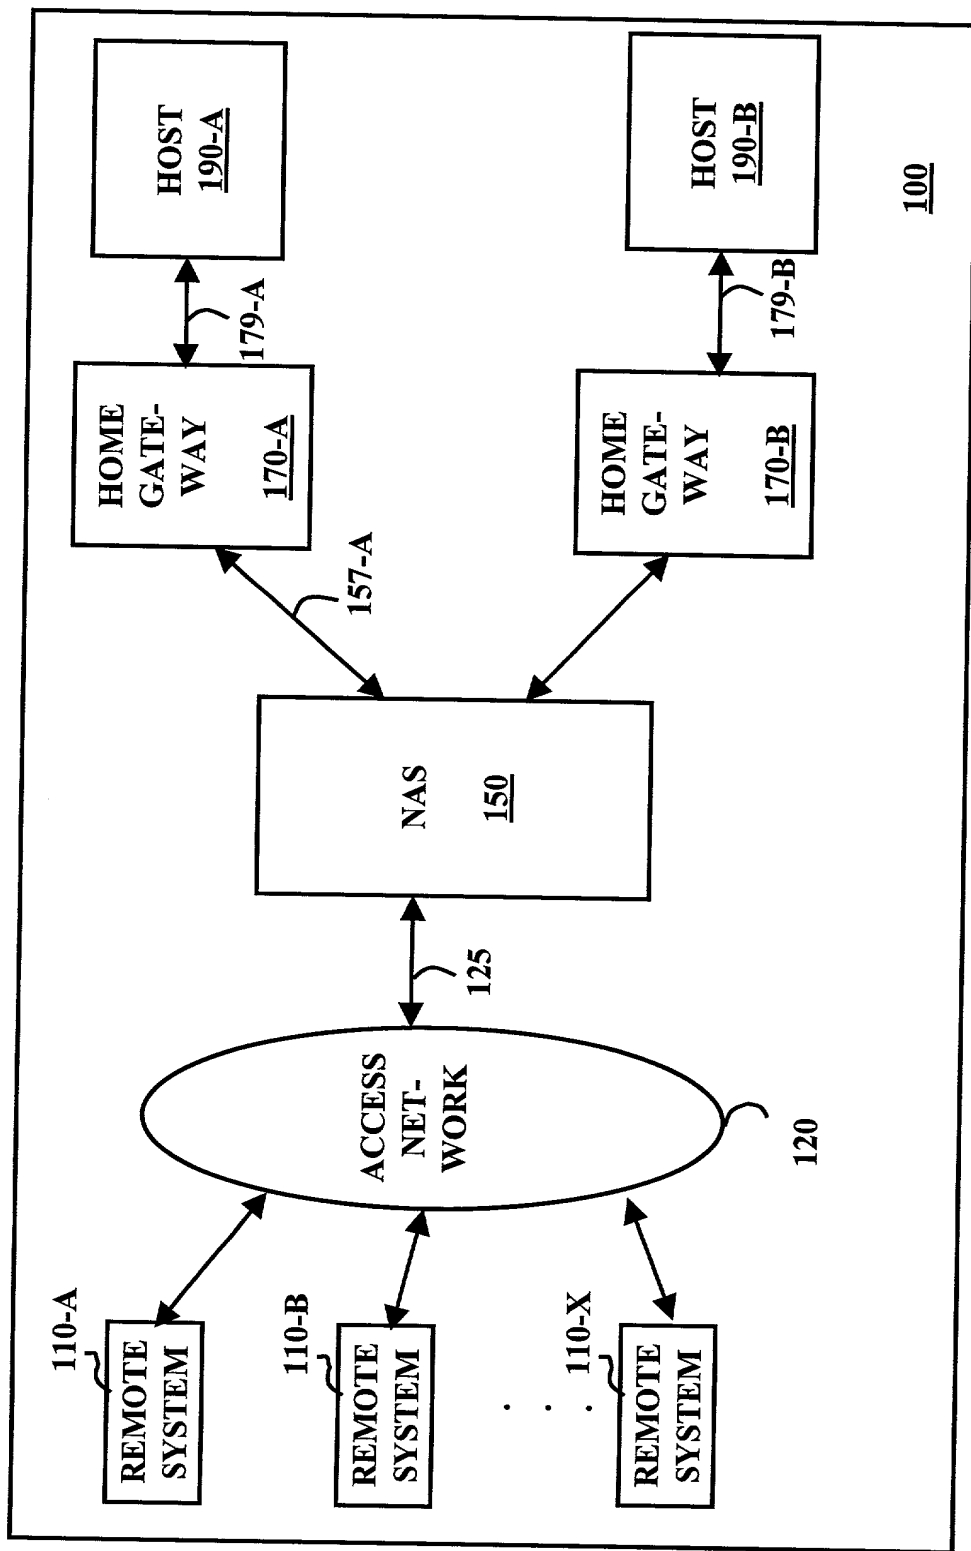 110-A
REMOTE
SYSTEM
110-B
REMOTE
SYSTEM
. . .
110-X
REMOTE
SYSTEM
ACCESS
NET-
WORK
120
125
NAS
150
157-A
HOME
GATE-
WAY
170-A
179-A
HOST
190-A
HOME
GATE-
WAY
170-B
179-B
HOST
190-B
100